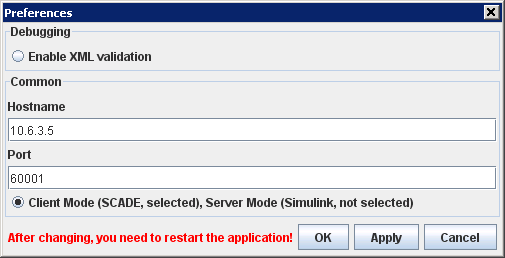 Preferences
Debugging
Enable XML validation
Common
Hostname
10.6.3.5
Port
60001
Client Mode (SCADE, selected), Server Mode (Simulink, not selected)
After changing, you need to restart the application! OK Apply Cancel